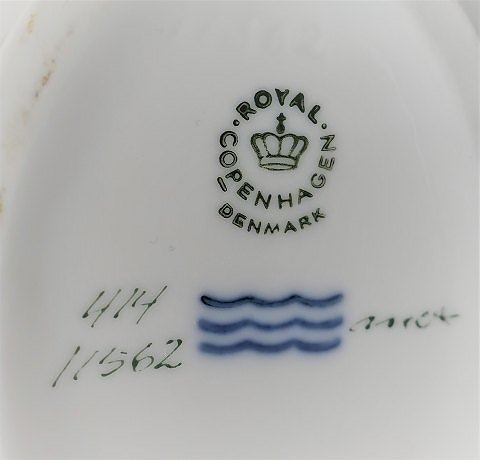 ROYAL
COPENHAGEN
DENMARK
414
11562